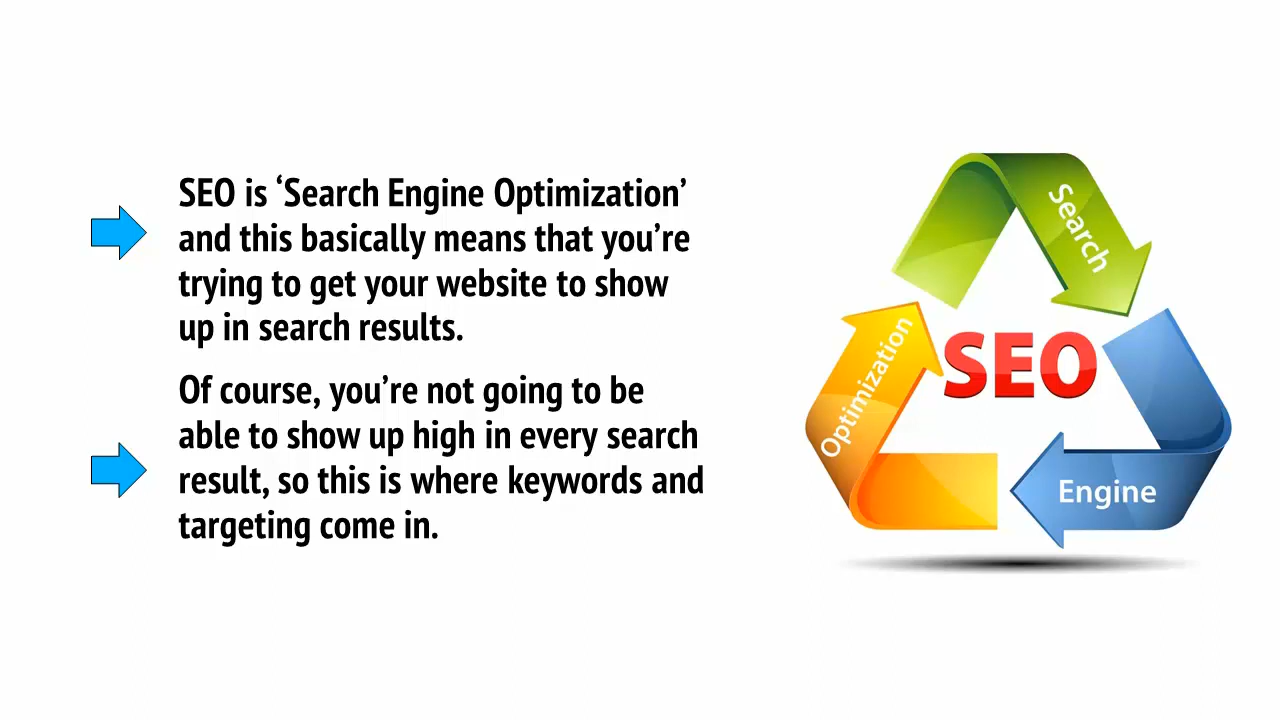 SEO is ‘Search Engine Optimization’
and this basically means that you’re
trying to get your website to show
up in search results.
Of course, you’re not going to be
able to show up high in every search
result, so this is where keywords and
targeting come in.
Search
SEO
Optimization
Engine